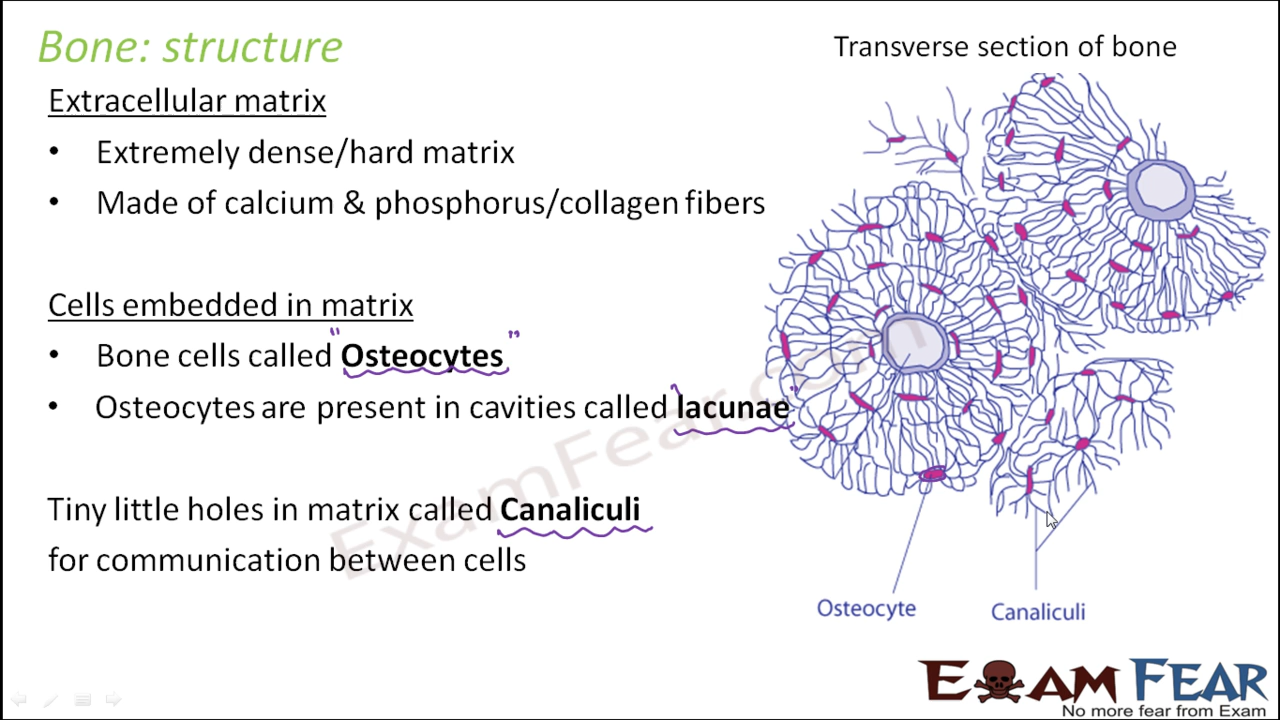 Bone: structure
Transverse section of bone
Extracellular matrix
• Extremely dense/hard matrix
• Made of calcium & phosphorus/collagen fibers
Cells embedded in matrix
• Bone cells called "Osteocytes"
• Osteocytes are present in cavities called "lacunae"
Tiny little holes in matrix called Canaliculi
for communication between cells
Osteocyte
Canaliculi
ExamFear.com
EXAM FEAR
No more fear from Exam